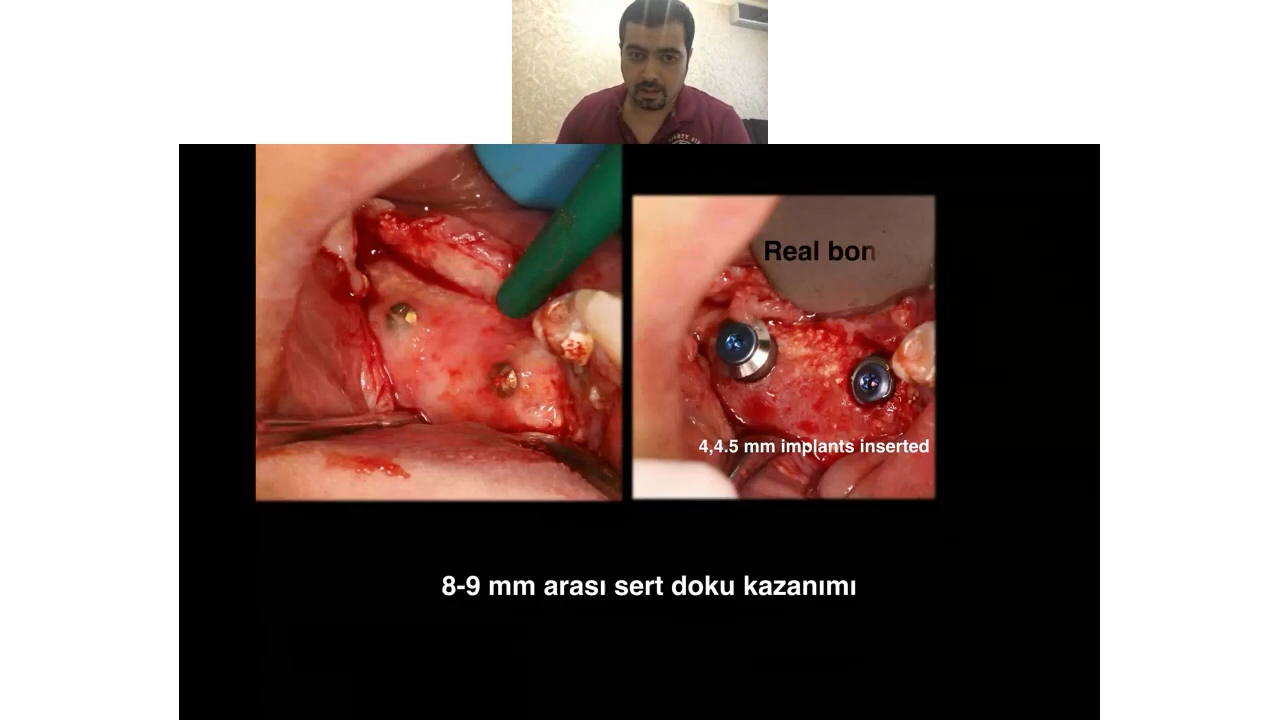 Real bon
4,4.5 mm implants inserted
8-9 mm arası sert doku kazanımı